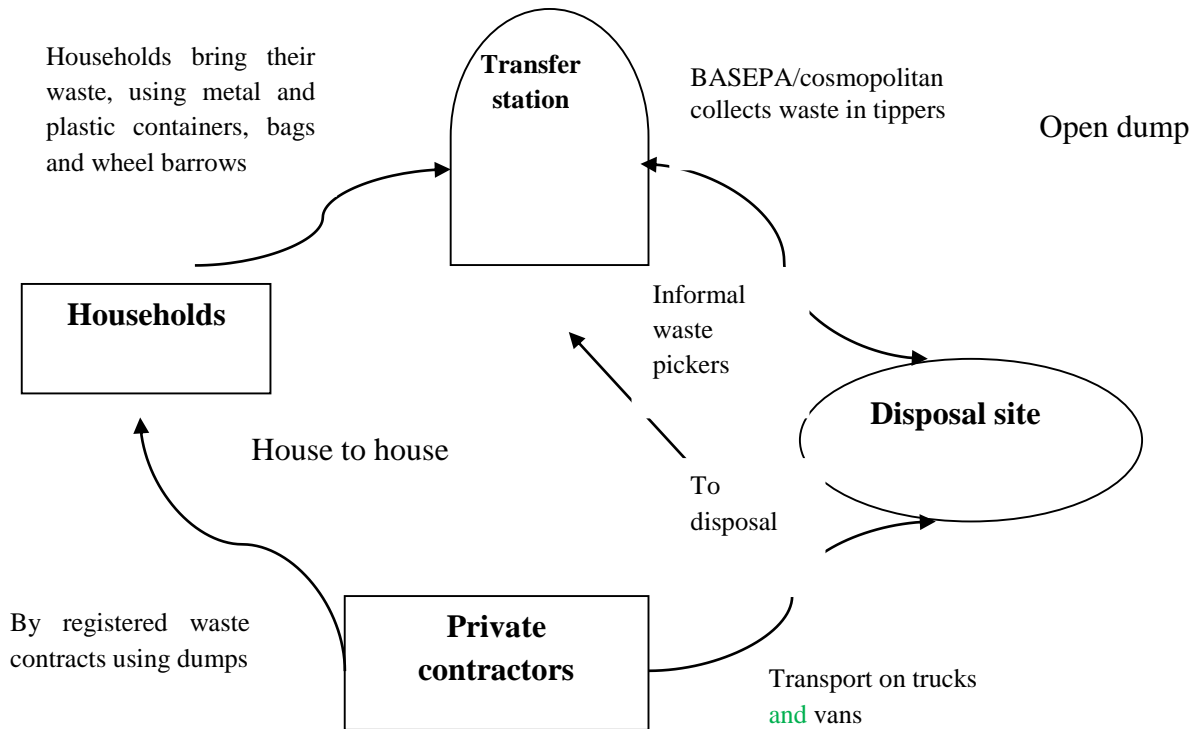 Households bring their
waste, using metal and
plastic containers, bags
and wheel barrows
Transfer
station
BASEPA/cosmopolitan
collects waste in tippers
Open dump
Households
Informal
waste
pickers
Disposal site
House to house
To
disposal
By registered waste
contracts using dumps
Private
contractors
Transport on trucks
and vans